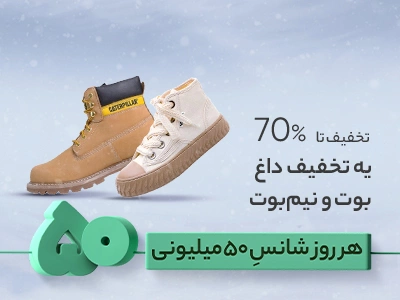 CATERPILLAR
تخفیف تا 70%
یه تخفیف داغ
بوت و نیم‌بوت
هر روز شانسِ ۵۰ میلیونی
۵۰